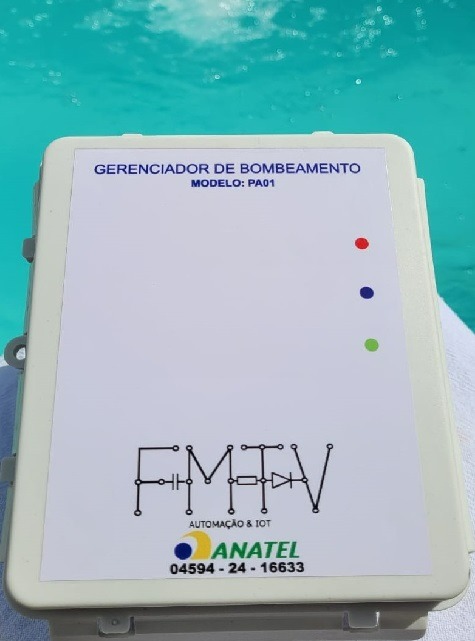 GERENCIADOR DE BOMBEAMENTO
MODELO: PA01
FMTV
AUTOMAÇÃO & IOT
ANATEL
04594 - 24 - 16633